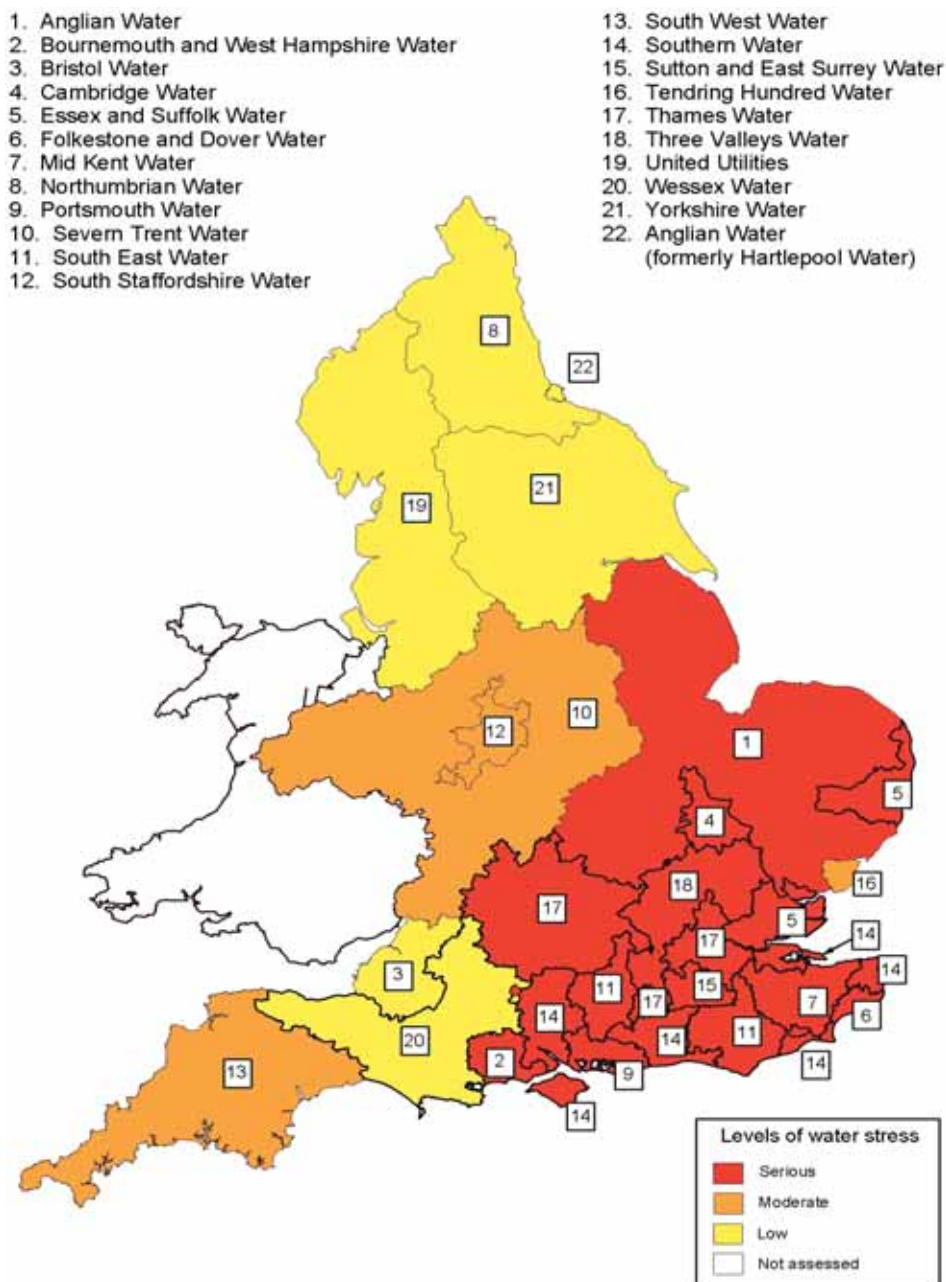 1. Anglian Water
2. Bournemouth and West Hampshire Water
3. Bristol Water
4. Cambridge Water
5. Essex and Suffolk Water
6. Folkestone and Dover Water
7. Mid Kent Water
8. Northumbrian Water
9. Portsmouth Water
10. Severn Trent Water
11. South East Water
12. South Staffordshire Water
13. South West Water
14. Southern Water
15. Sutton and East Surrey Water
16. Tendring Hundred Water
17. Thames Water
18. Three Valleys Water
19. United Utilities
20. Wessex Water
21. Yorkshire Water
22. Anglian Water
(formerly Hartlepool Water)
8
22
21
19
10
12
1
5
4
16
18
17
5
17
14
3
14
11
15
17
7
6
14
20
14
11
2
9
14
13
14
Levels of water stress
Serious
Moderate
Low
Not assessed